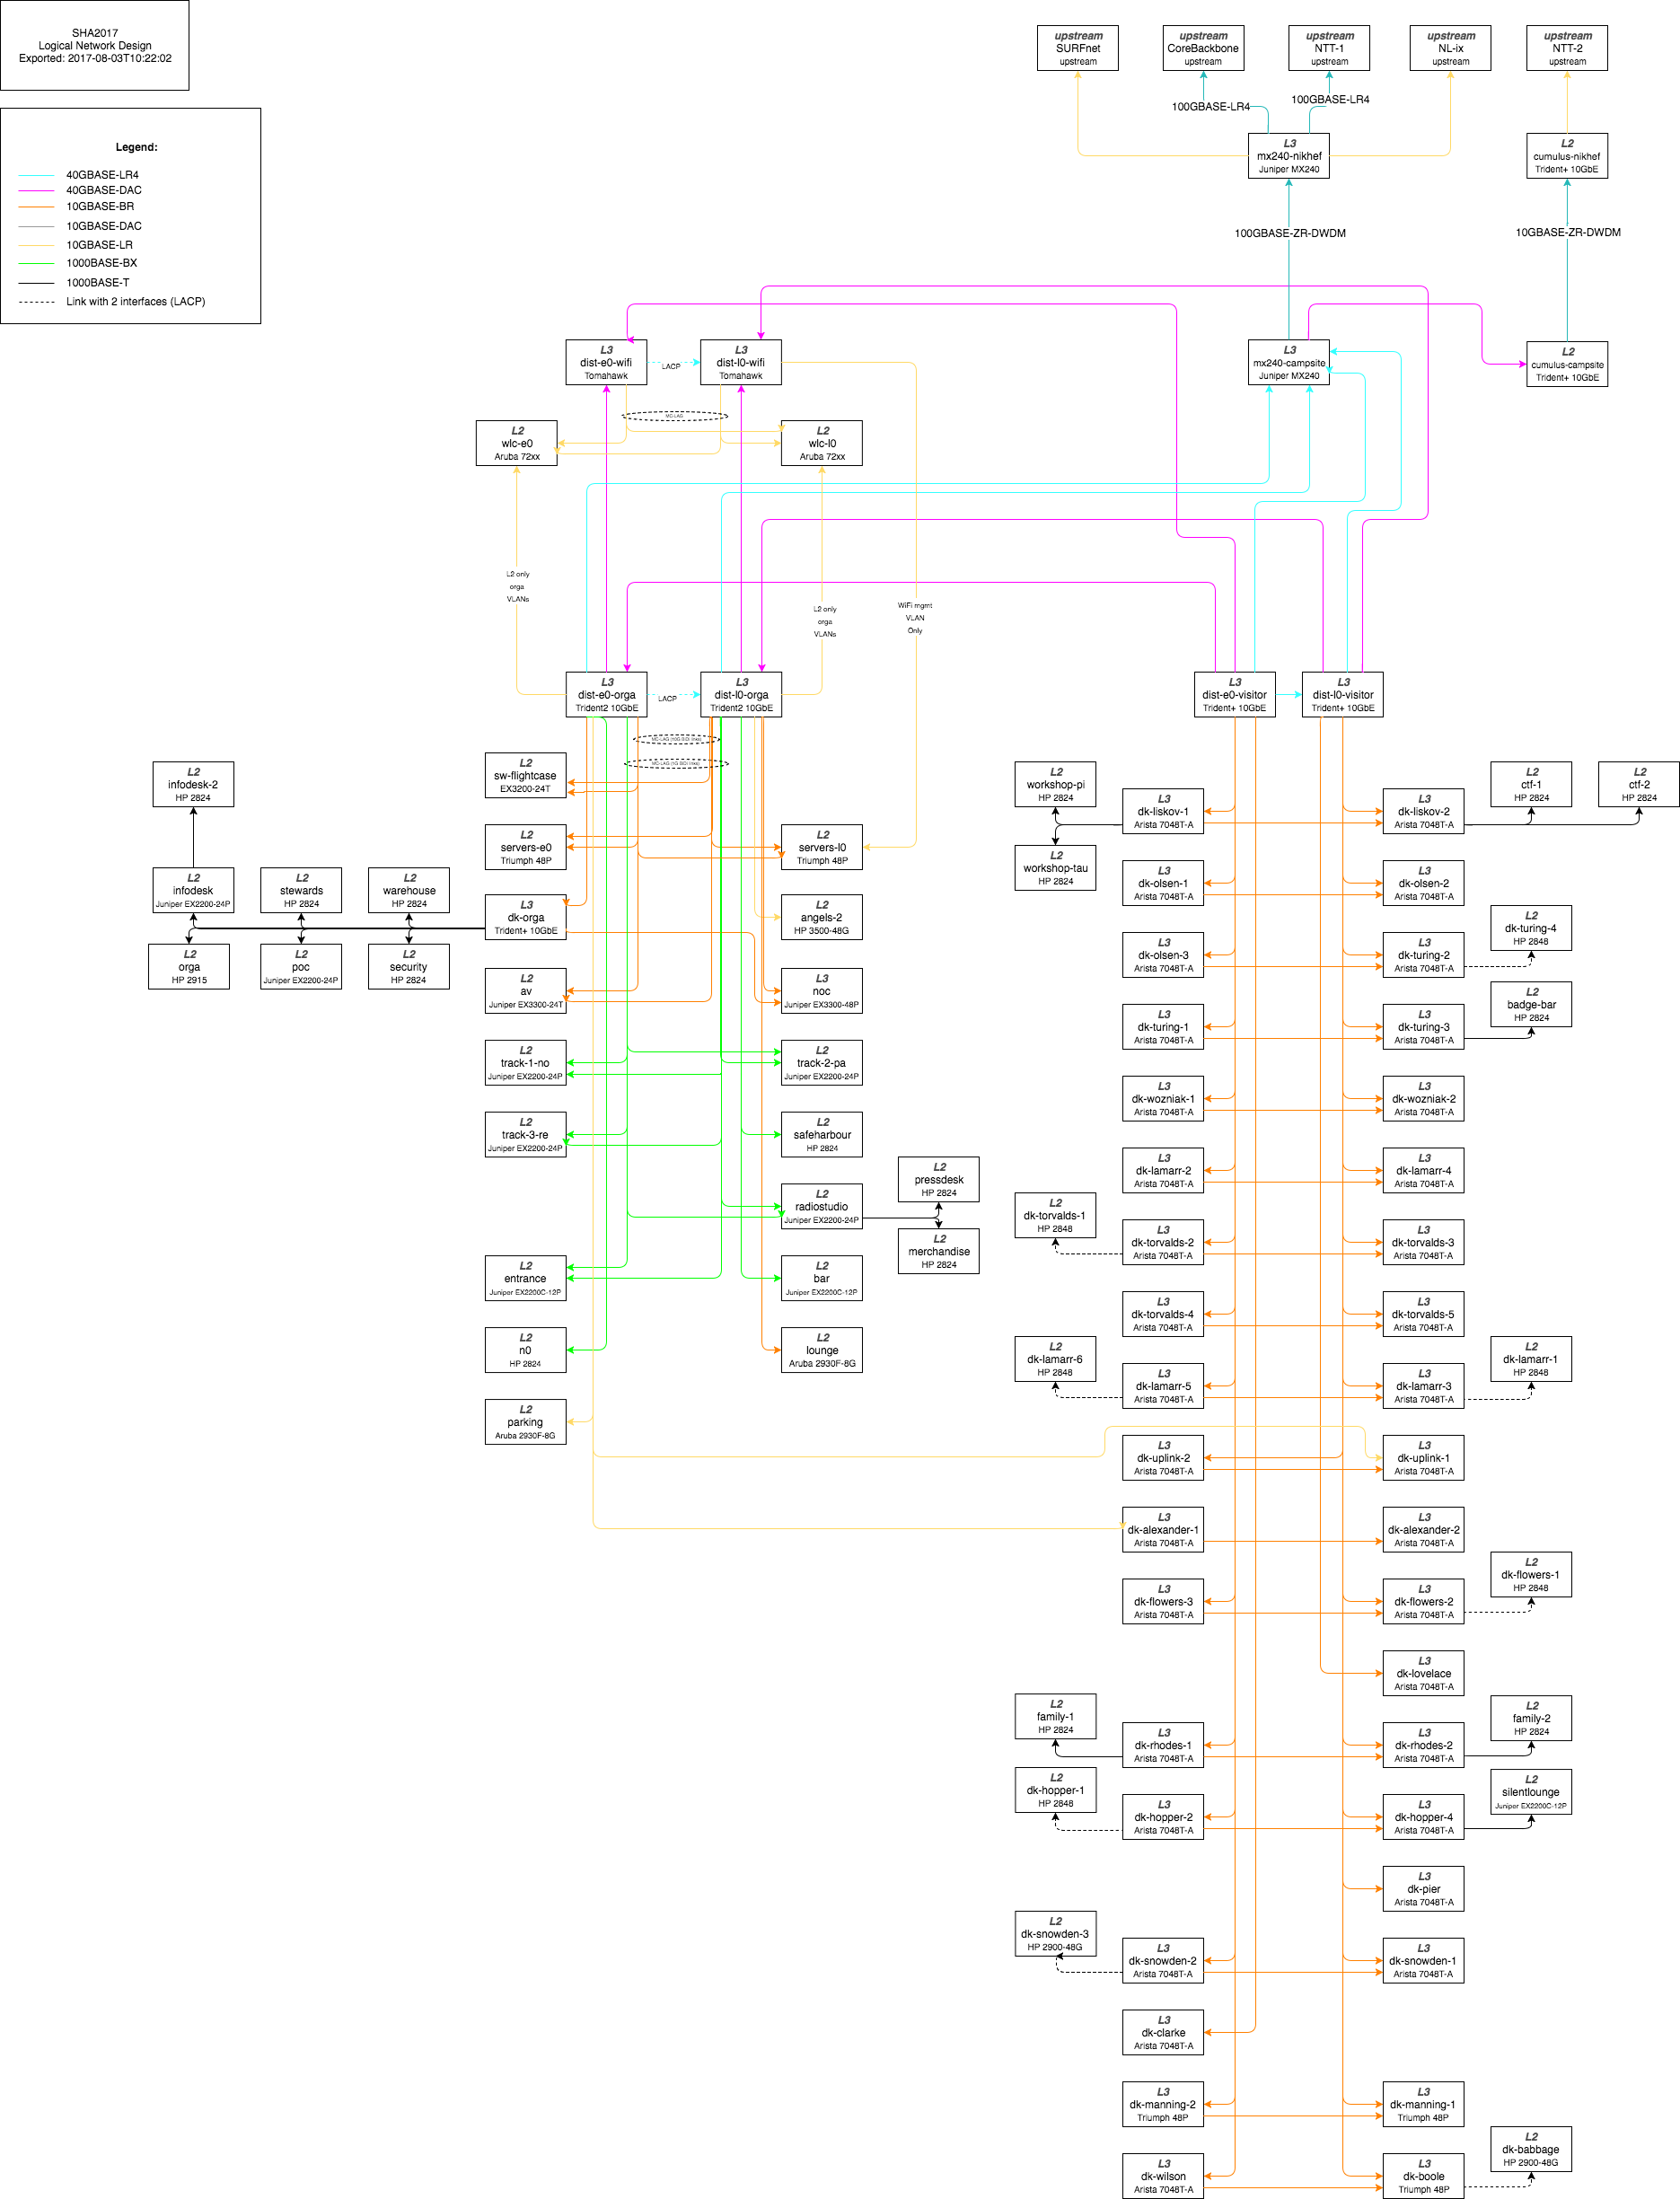 SHA2017
Logical Network Design
Exported: 2017-08-03T10:22:02
Legend:
40GBASE-LR4
40GBASE-DAC
10GBASE-BR
10GBASE-DAC
10GBASE-LR
1000BASE-BX
1000BASE-T
Link with 2 interfaces (LACP)
upstream
SURFnet
upstream
upstream
CoreBackbone
upstream
upstream
NTT-1
upstream
upstream
NL-ix
upstream
upstream
NTT-2
upstream
100GBASE-LR4
100GBASE-LR4
L3
mx240-nikhef
Juniper MX240
L2
cumulus-nikhef
Trident+ 10GbE
100GBASE-ZR-DWDM
10GBASE-ZR-DWDM
L3
dist-e0-wifi
Tomahawk
LACP
L3
dist-l0-wifi
Tomahawk
L3
mx240-campsite
Juniper MX240
L2
cumulus-campsite
Trident+ 10GbE
MC-LAG
L2
wlc-e0
Aruba 72xx
L2
wlc-l0
Aruba 72xx
L2 only
orga
VLANs
L2 only
orga
VLANs
WiFi mgmt
VLAN
Only
L3
dist-e0-orga
Trident2 10GbE
LACP
L3
dist-l0-orga
Trident2 10GbE
L3
dist-e0-visitor
Trident+ 10GbE
L3
dist-l0-visitor
Trident+ 10GbE
MC-LAG (10G BiDi links)
MC-LAG (1G BiDi links)
L2
sw-flightcase
EX3200-24T
L2
infodesk-2
HP 2824
L2
servers-e0
Triumph 48P
L2
servers-l0
Triumph 48P
L2
infodesk
Juniper EX2200-24P
L2
stewards
HP 2824
L2
warehouse
HP 2824
L3
dk-orga
Trident+ 10GbE
L2
angels-2
HP 3500-48G
L2
orga
HP 2915
L2
poc
Juniper EX2200-24P
L2
security
HP 2824
L2
av
Juniper EX3300-24T
L3
noc
Juniper EX3300-48P
L2
track-1-no
Juniper EX2200-24P
L2
track-2-pa
Juniper EX2200-24P
L2
track-3-re
Juniper EX2200-24P
L2
safeharbour
HP 2824
L2
radiostudio
Juniper EX2200-24P
L2
pressdesk
HP 2824
L2
merchandise
HP 2824
L2
entrance
Juniper EX2200C-12P
L2
bar
Juniper EX2200C-12P
L2
n0
HP 2824
L2
lounge
Aruba 2930F-8G
L2
parking
Aruba 2930F-8G
L2
workshop-pi
HP 2824
L3
dk-liskov-1
Arista 7048T-A
L3
dk-liskov-2
Arista 7048T-A
L2
ctf-1
HP 2824
L2
ctf-2
HP 2824
L2
workshop-tau
HP 2824
L3
dk-olsen-1
Arista 7048T-A
L3
dk-olsen-2
Arista 7048T-A
L3
dk-olsen-3
Arista 7048T-A
L3
dk-turing-2
Arista 7048T-A
L2
dk-turing-4
HP 2848
L3
dk-turing-1
Arista 7048T-A
L3
dk-turing-3
Arista 7048T-A
L2
badge-bar
HP 2824
L3
dk-wozniak-1
Arista 7048T-A
L3
dk-wozniak-2
Arista 7048T-A
L3
dk-lamarr-2
Arista 7048T-A
L3
dk-lamarr-4
Arista 7048T-A
L2
dk-torvalds-1
HP 2848
L3
dk-torvalds-2
Arista 7048T-A
L3
dk-torvalds-3
Arista 7048T-A
L3
dk-torvalds-4
Arista 7048T-A
L3
dk-torvalds-5
Arista 7048T-A
L2
dk-lamarr-6
HP 2848
L3
dk-lamarr-5
Arista 7048T-A
L3
dk-lamarr-3
Arista 7048T-A
L2
dk-lamarr-1
HP 2848
L3
dk-uplink-2
Arista 7048T-A
L3
dk-uplink-1
Arista 7048T-A
L3
dk-alexander-1
Arista 7048T-A
L3
dk-alexander-2
Arista 7048T-A
L3
dk-flowers-3
Arista 7048T-A
L3
dk-flowers-2
Arista 7048T-A
L2
dk-flowers-1
HP 2848
L3
dk-lovelace
Arista 7048T-A
L2
family-1
HP 2824
L3
dk-rhodes-1
Arista 7048T-A
L3
dk-rhodes-2
Arista 7048T-A
L2
family-2
HP 2824
L2
dk-hopper-1
HP 2848
L3
dk-hopper-2
Arista 7048T-A
L3
dk-hopper-4
Arista 7048T-A
L2
silentlounge
Juniper EX2200C-12P
L3
dk-pier
Arista 7048T-A
L2
dk-snowden-3
HP 2900-48G
L3
dk-snowden-2
Arista 7048T-A
L3
dk-snowden-1
Arista 7048T-A
L3
dk-clarke
Arista 7048T-A
L3
dk-manning-2
Triumph 48P
L3
dk-manning-1
Triumph 48P
L3
dk-wilson
Arista 7048T-A
L3
dk-boole
Triumph 48P
L2
dk-babbage
HP 2900-48G